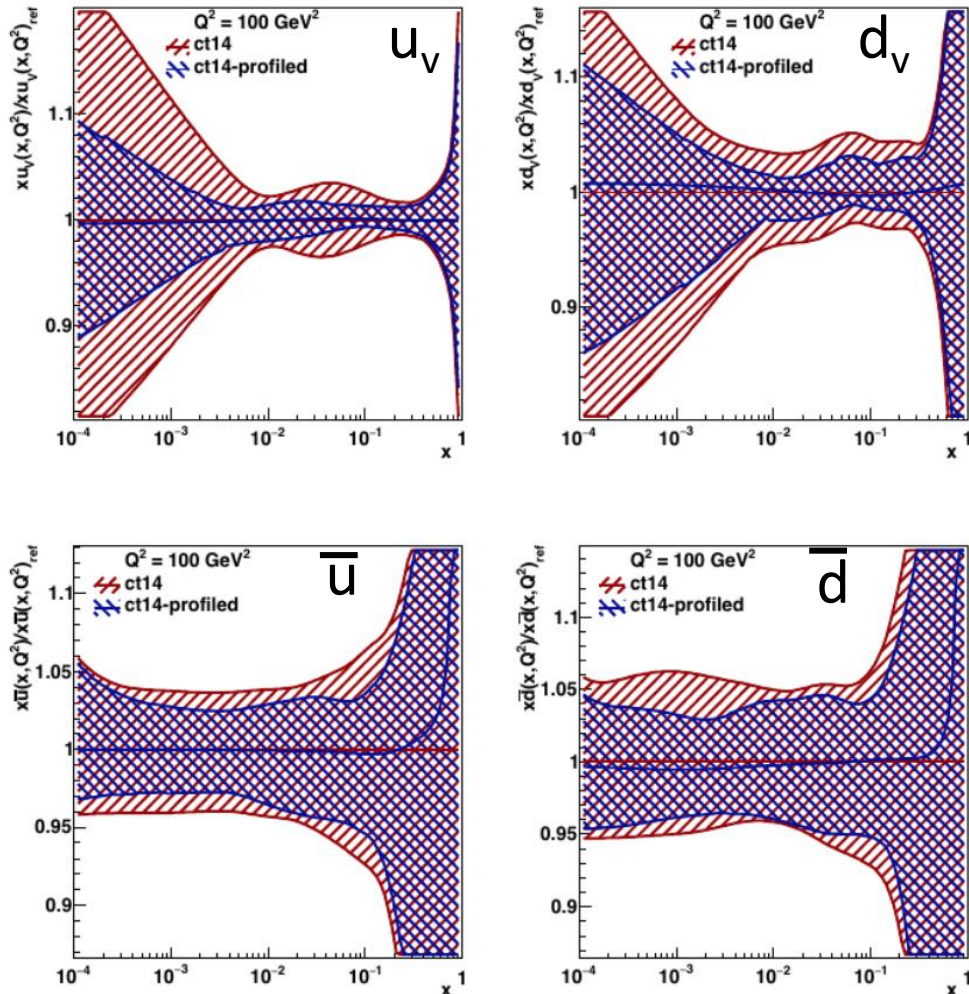 Q² = 100 GeV²
ct14
ct14-profiled
u_v
xu_v(x,Q²)/xu_v(x,Q²)_ref
1.1
1
0.9
10⁻⁴ 10⁻³ 10⁻² 10⁻¹ 1
x
Q² = 100 GeV²
ct14
ct14-profiled
d_v
xd_v(x,Q²)/xd_v(x,Q²)_ref
1.1
1
0.9
10⁻⁴ 10⁻³ 10⁻² 10⁻¹ 1
x
Q² = 100 GeV²
ct14
ct14-profiled
u̅
xu̅(x,Q²)/xu̅(x,Q²)_ref
1.1
1.05
1
0.95
0.9
10⁻⁴ 10⁻³ 10⁻² 10⁻¹ 1
x
Q² = 100 GeV²
ct14
ct14-profiled
d̅
xd̅(x,Q²)/xd̅(x,Q²)_ref
1.1
1.05
1
0.95
0.9
10⁻⁴ 10⁻³ 10⁻² 10⁻¹ 1
x